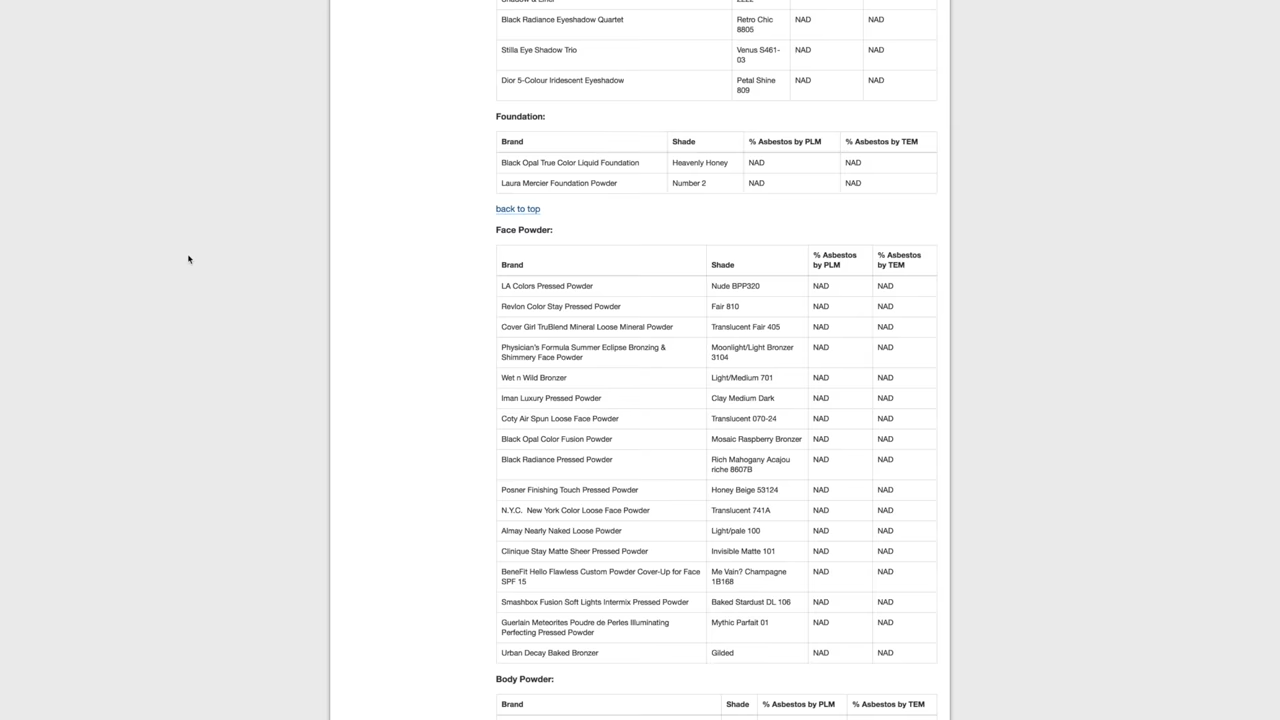 Black Radiance Eyeshadow Quartet Retro Chic NAD NAD
8805
Stilla Eye Shadow Trio Venus S461- NAD NAD
03
Dior 5-Colour Iridescent Eyeshadow Petal Shine NAD NAD
809
Foundation:
Brand Shade % Asbestos by PLM % Asbestos by TEM
Black Opal True Color Liquid Foundation Heavenly Honey NAD NAD
Laura Mercier Foundation Powder Number 2 NAD NAD
back to top
Face Powder:
% Asbestos % Asbestos
Brand Shade by PLM by TEM
LA Colors Pressed Powder Nude BPP320 NAD NAD
Revlon Color Stay Pressed Powder Fair 810 NAD NAD
Cover Girl TruBlend Mineral Loose Mineral Powder Translucent Fair 405 NAD NAD
Physician's Formula Summer Eclipse Bronzing & Moonlight/Light Bronzer NAD NAD
Shimmery Face Powder 3104
Wet n Wild Bronzer Light/Medium 701 NAD NAD
Iman Luxury Pressed Powder Clay Medium Dark NAD NAD
Coty Air Spun Loose Face Powder Translucent 070-24 NAD NAD
Black Opal Color Fusion Powder Mosaic Raspberry Bronzer NAD NAD
Black Radiance Pressed Powder Rich Mahogany Acajou NAD NAD
riche 8607B
Posner Finishing Touch Pressed Powder Honey Beige 53124 NAD NAD
N.Y.C. New York Color Loose Face Powder Translucent 741A NAD NAD
Almay Nearly Naked Loose Powder Light/pale 100 NAD NAD
Clinique Stay Matte Sheer Pressed Powder Invisible Matte 101 NAD NAD
BeneFit Hello Flawless Custom Powder Cover-Up for Face Me Vain? Champagne NAD NAD
SPF 15 1B168
Smashbox Fusion Soft Lights Intermix Pressed Powder Baked Stardust DL 106 NAD NAD
Guerlain Meteorites Poudre de Perles Illuminating Mythic Parfait 01 NAD NAD
Perfecting Pressed Powder
Urban Decay Baked Bronzer Gilded NAD NAD
Body Powder:
Brand Shade % Asbestos by PLM % Asbestos by TEM